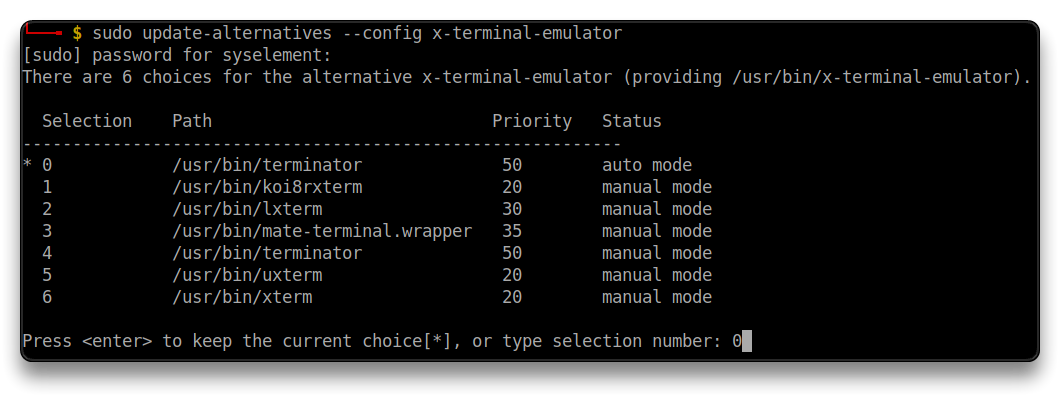 $ sudo update-alternatives --config x-terminal-emulator
[sudo] password for syselement:
There are 6 choices for the alternative x-terminal-emulator (providing /usr/bin/x-terminal-emulator).
Selection Path Priority Status
------------------------------------------------------------
* 0 /usr/bin/terminator 50 auto mode
1 /usr/bin/koi8rxterm 20 manual mode
2 /usr/bin/lxterm 30 manual mode
3 /usr/bin/mate-terminal.wrapper 35 manual mode
4 /usr/bin/terminator 50 manual mode
5 /usr/bin/uxterm 20 manual mode
6 /usr/bin/xterm 20 manual mode
Press <enter> to keep the current choice[*], or type selection number: 0